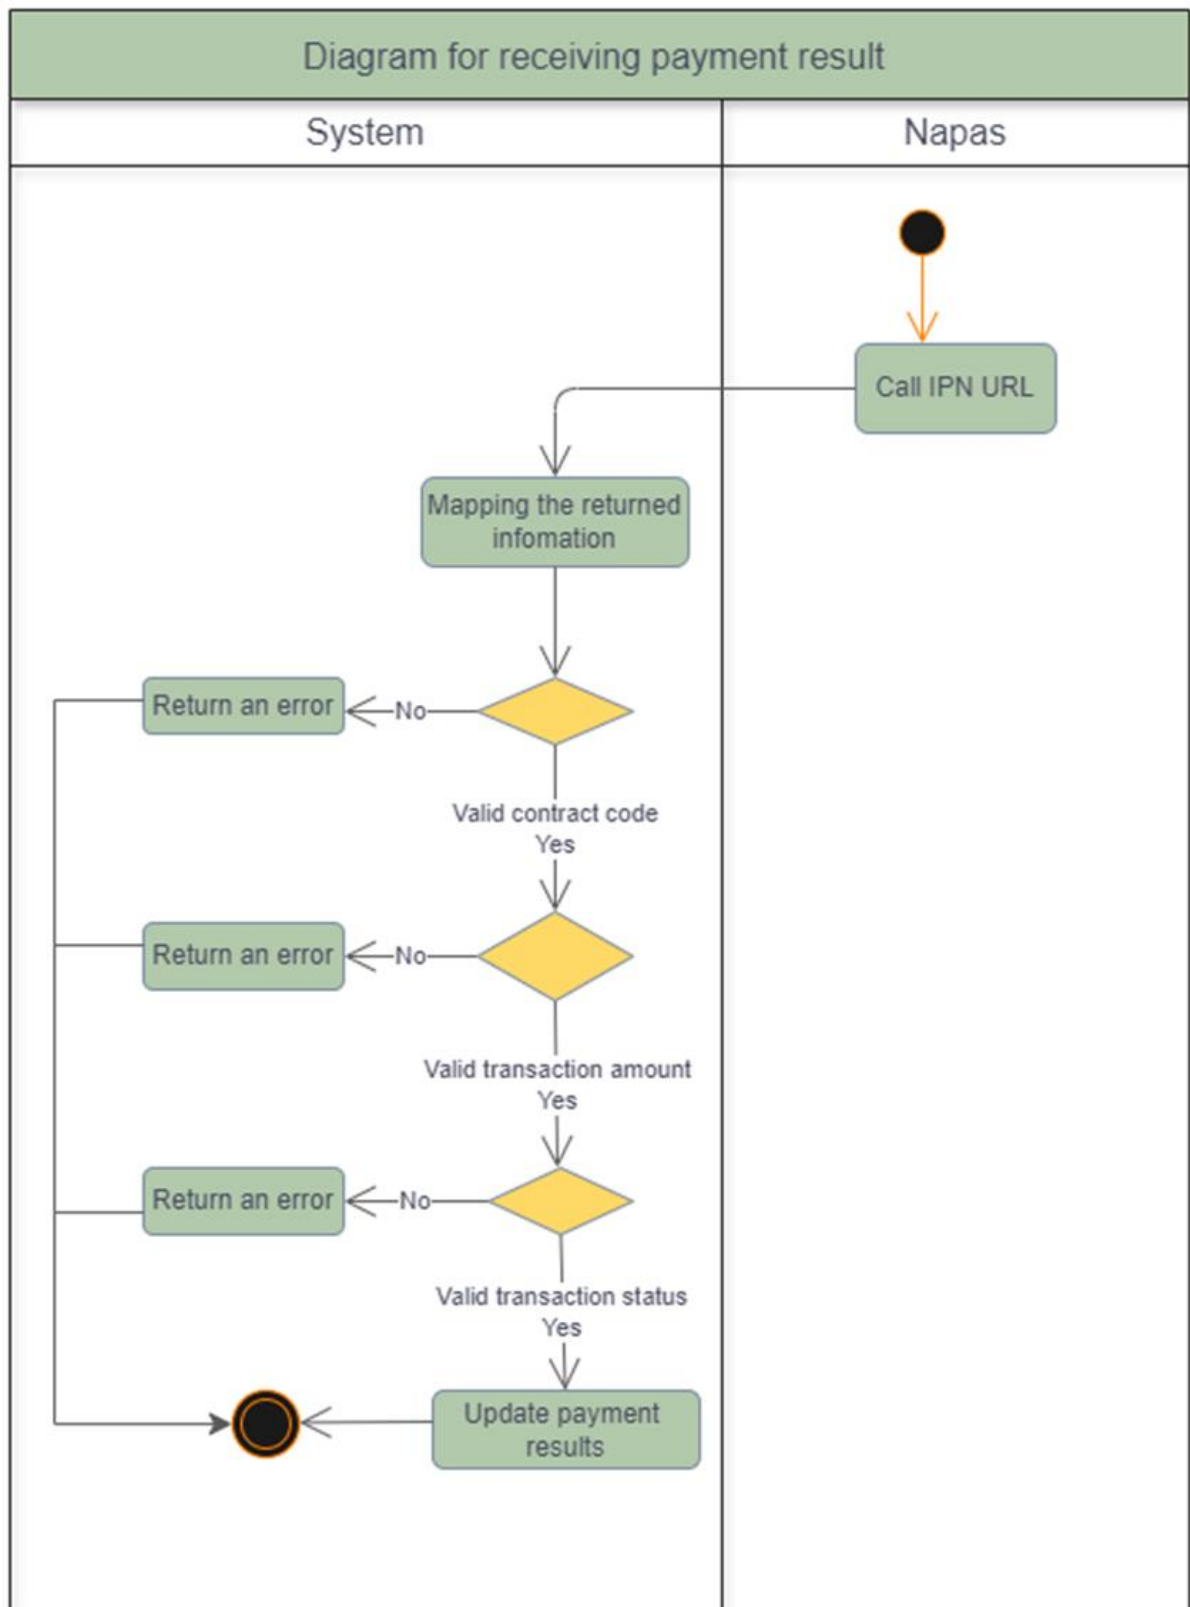 Diagram for receiving payment result
System
Napas
Call IPN URL
Mapping the returned
infomation
Return an error
No
Valid contract code
Yes
Return an error
No
Valid transaction amount
Yes
Return an error
No
Valid transaction status
Yes
Update payment
results